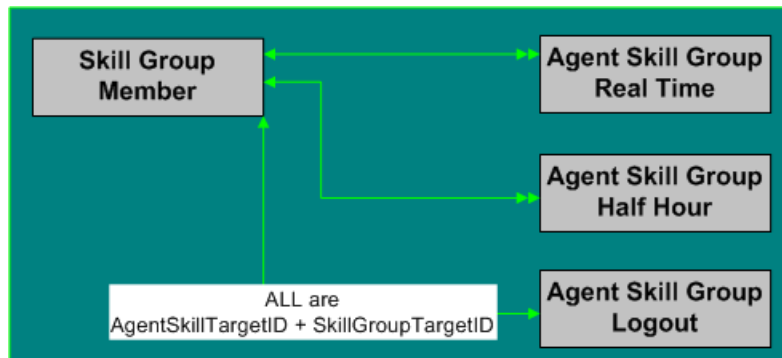 Skill Group
Member
Agent Skill Group
Real Time
Agent Skill Group
Half Hour
ALL are
AgentSkillTargetID + SkillGroupTargetID
Agent Skill Group
Logout